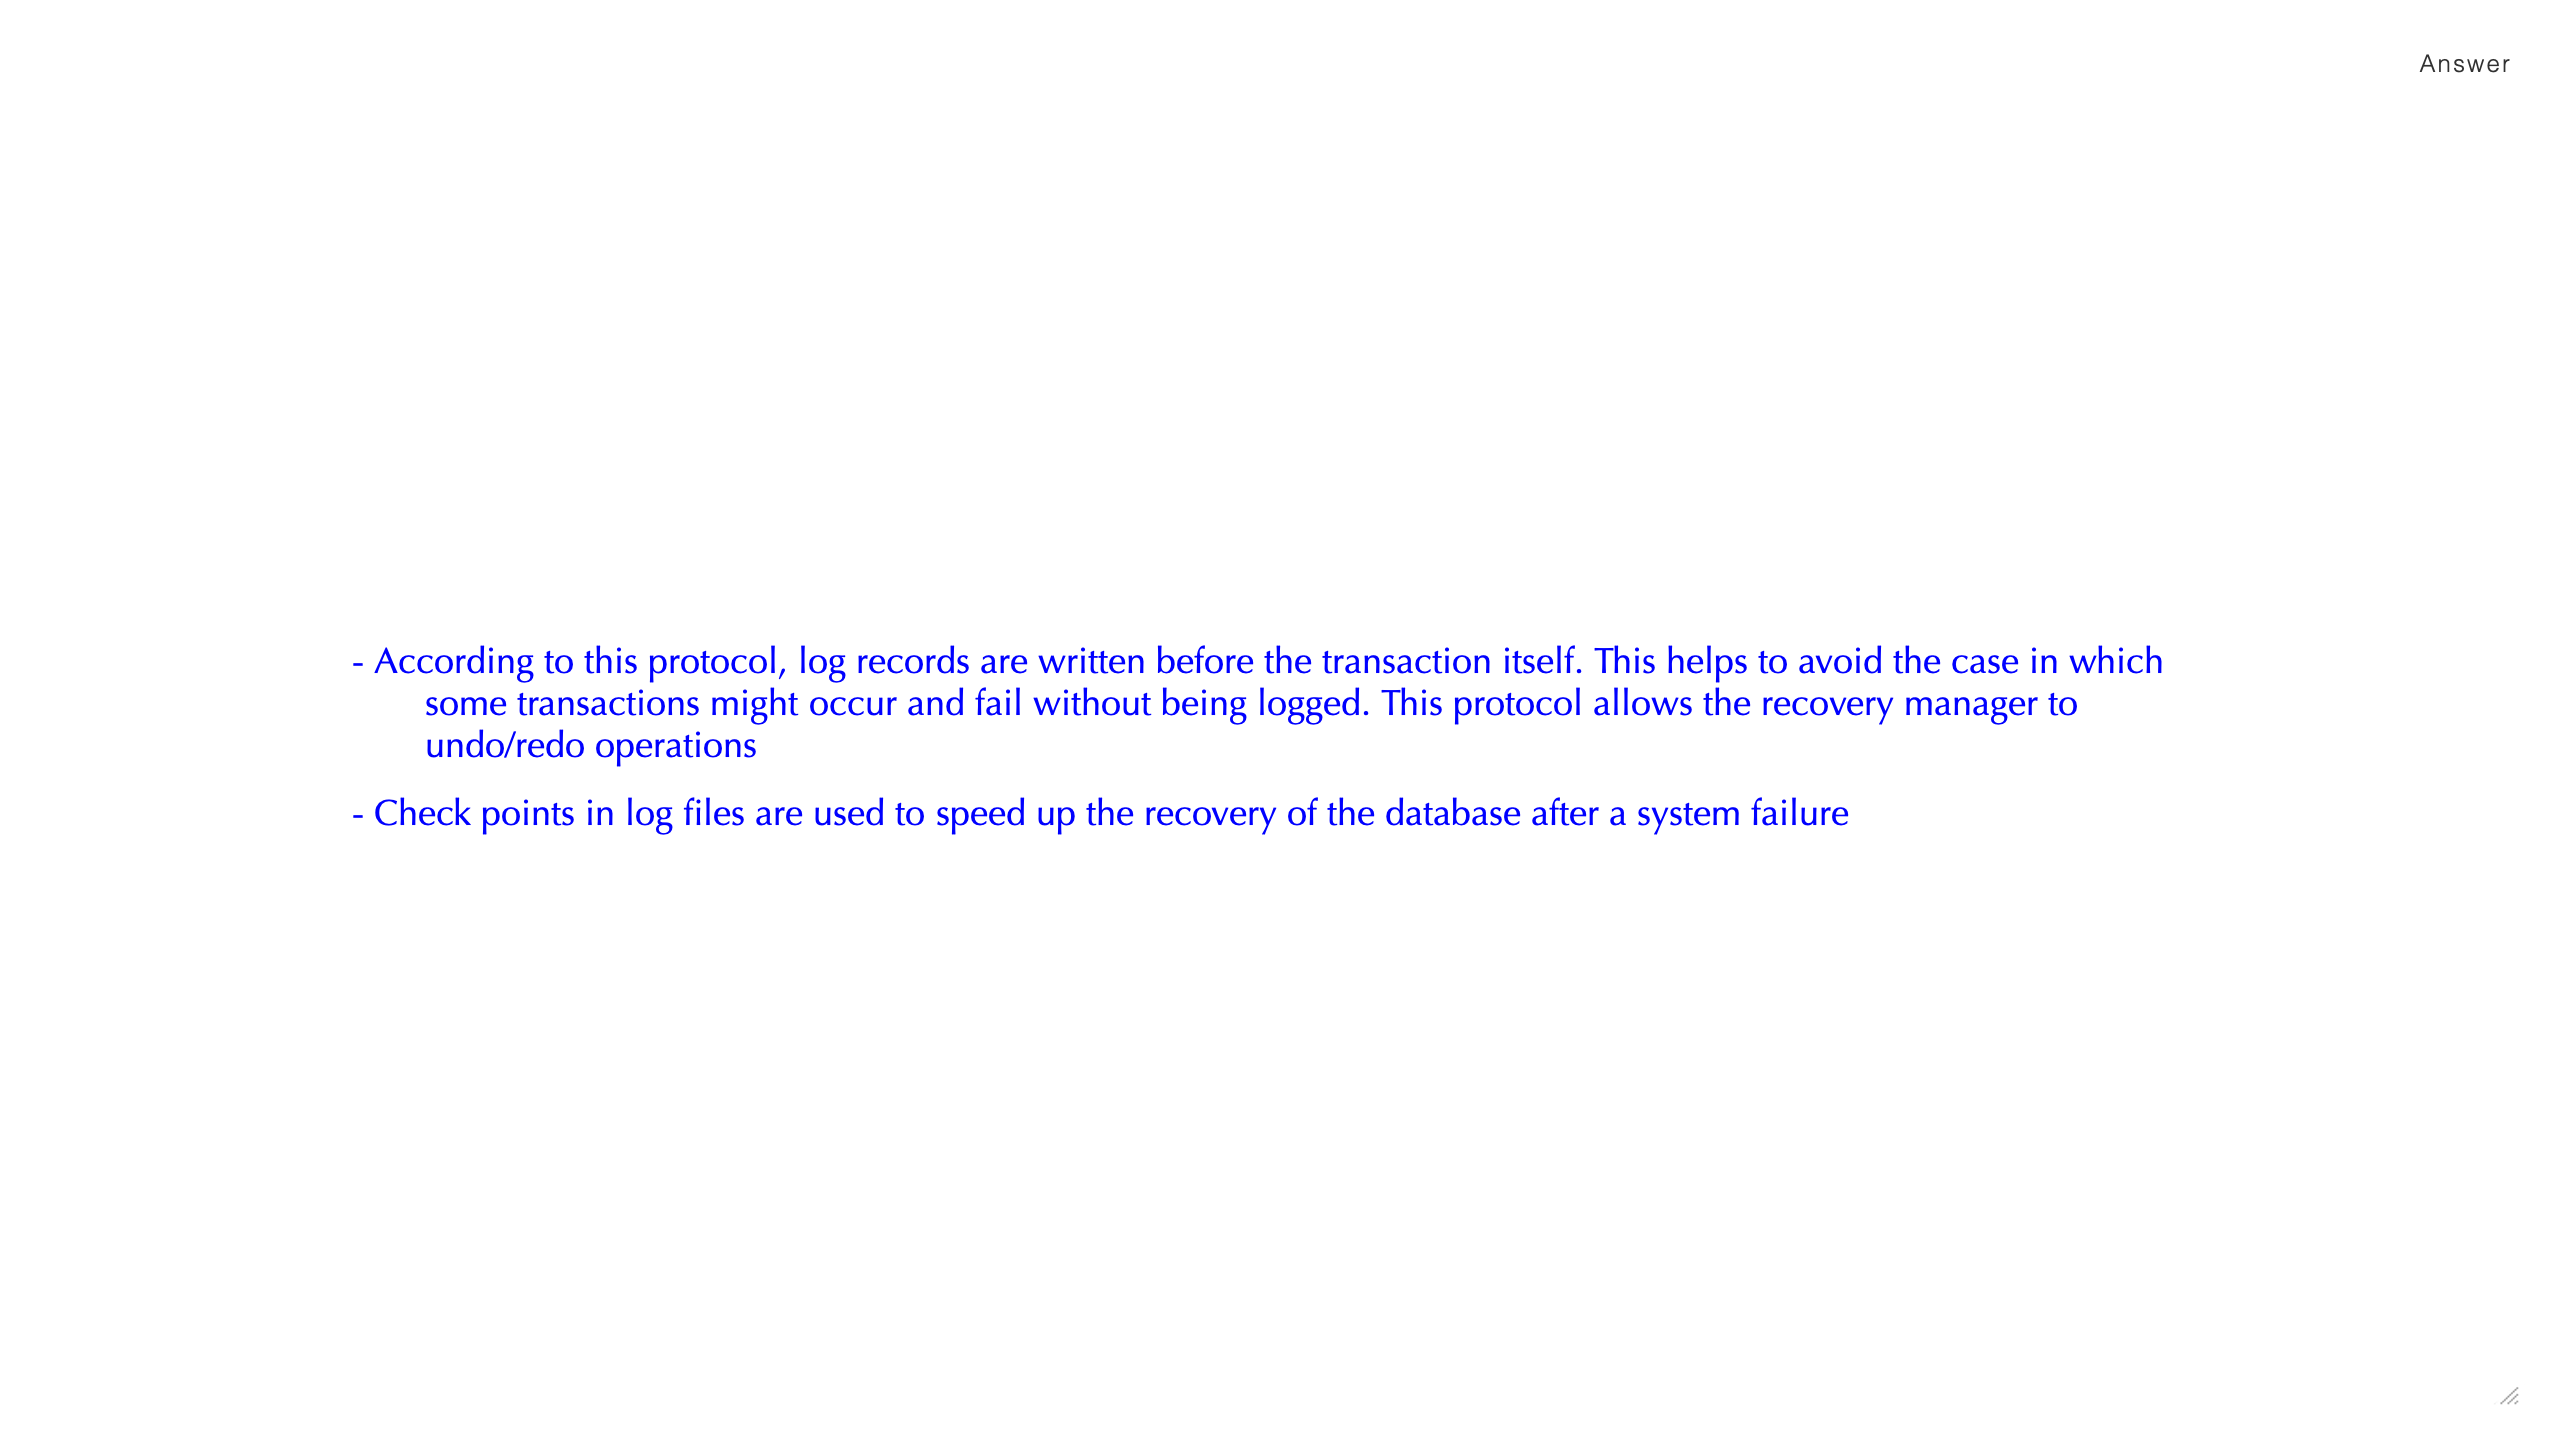 Answer
- According to this protocol, log records are written before the transaction itself. This helps to avoid the case in which
some transactions might occur and fail without being logged. This protocol allows the recovery manager to
undo/redo operations
- Check points in log files are used to speed up the recovery of the database after a system failure